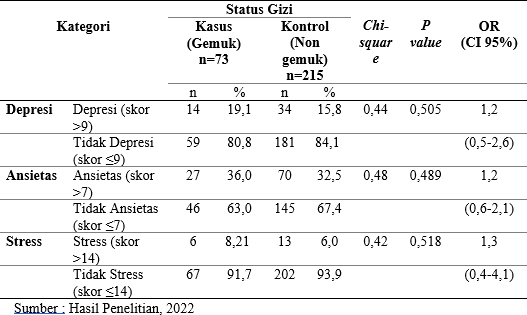 Status Gizi
Kategori Kasus (Gemuk) n=73 Kontrol (Non gemuk) n=215 Chi-square P value OR (CI 95%)
n % n %
Depresi Depresi (skor >9) 14 19,1 34 15,8 0,44 0,505 1,2
Tidak Depresi (skor ≤9) 59 80,8 181 84,1 (0,5-2,6)
Ansietas Ansietas (skor >7) 27 36,0 70 32,5 0,48 0,489 1,2
Tidak Ansietas (skor ≤7) 46 63,0 145 67,4 (0,6-2,1)
Stress Stress (skor >14) 6 8,21 13 6,0 0,42 0,518 1,3
Tidak Stress (skor ≤14) 67 91,7 202 93,9 (0,4-4,1)
Sumber : Hasil Penelitian, 2022